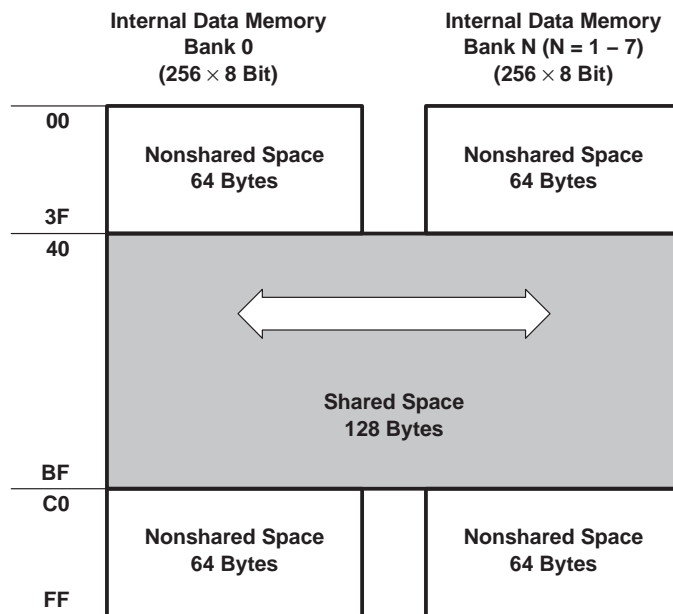 Internal Data Memory
Bank 0
(256 × 8 Bit)
Internal Data Memory
Bank N (N = 1 – 7)
(256 × 8 Bit)
00
Nonshared Space
64 Bytes
Nonshared Space
64 Bytes
3F
40
Shared Space
128 Bytes
BF
C0
Nonshared Space
64 Bytes
Nonshared Space
64 Bytes
FF